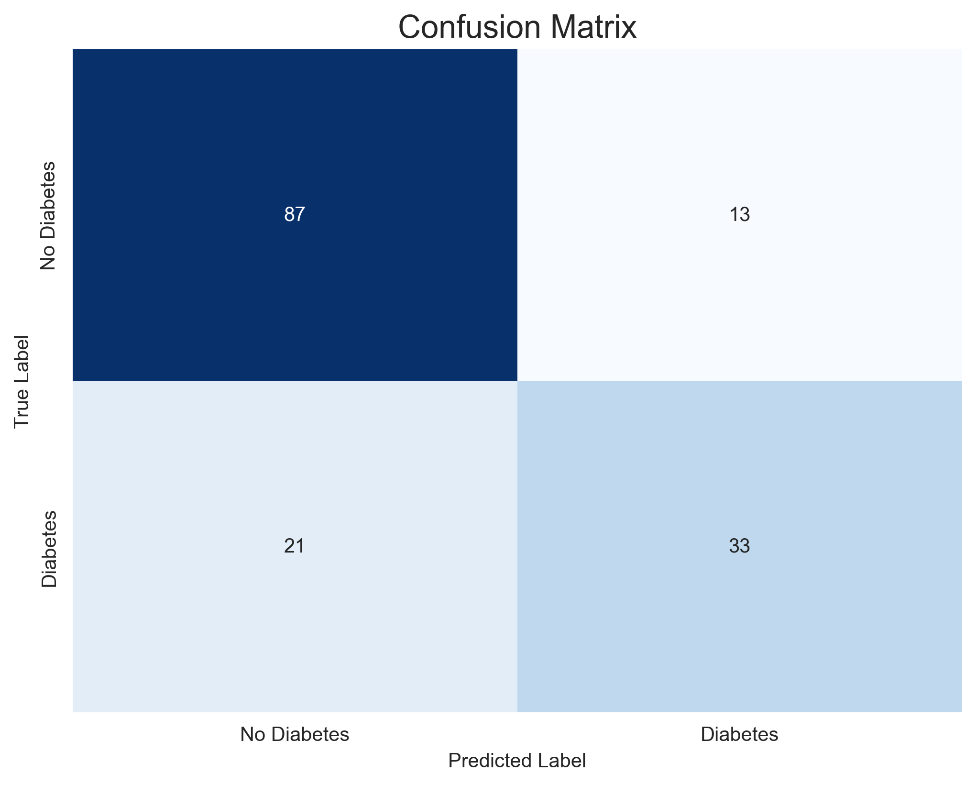 Confusion Matrix
True Label
No Diabetes
87
13
Diabetes
21
33
No Diabetes
Diabetes
Predicted Label